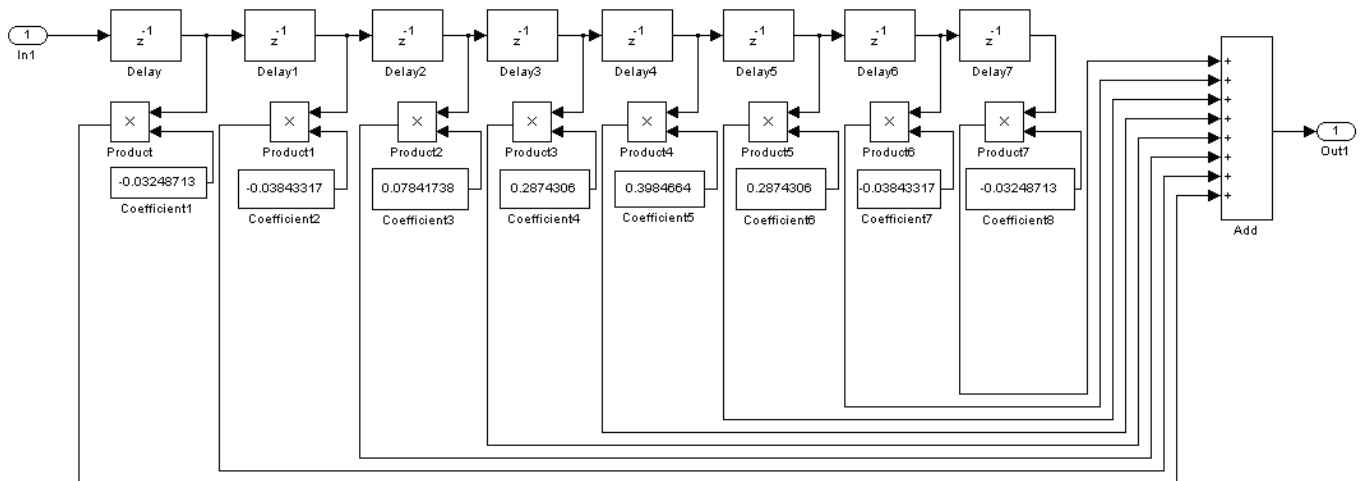 1
In1
z^-1
Delay
z^-1
Delay1
z^-1
Delay2
z^-1
Delay3
z^-1
Delay4
z^-1
Delay5
z^-1
Delay6
z^-1
Delay7
×
Product
×
Product1
×
Product2
×
Product3
×
Product4
×
Product5
×
Product6
×
Product7
-0.03248713
Coefficient1
-0.03843317
Coefficient2
0.07841738
Coefficient3
0.2874306
Coefficient4
0.3984664
Coefficient5
0.2874306
Coefficient6
-0.03843317
Coefficient7
-0.03248713
Coefficient8
+
+
+
+
+
+
+
+
Add
1
Out1